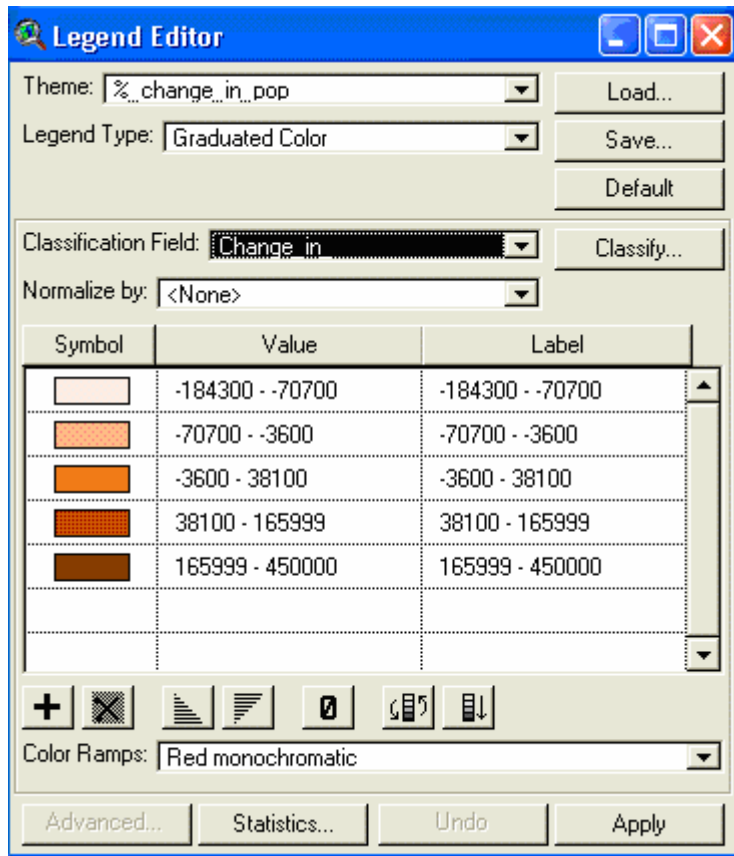 Legend Editor
Theme: %_change_in_pop
Load...
Legend Type: Graduated Color
Save...
Default
Classification Field: Change_in_
Classify...
Normalize by: <None>
Symbol Value Label
-184300 - -70700 -184300 - -70700
-70700 - -3600 -70700 - -3600
-3600 - 38100 -3600 - 38100
38100 - 165999 38100 - 165999
165999 - 450000 165999 - 450000
0
Color Ramps: Red monochromatic
Advanced... Statistics... Undo Apply